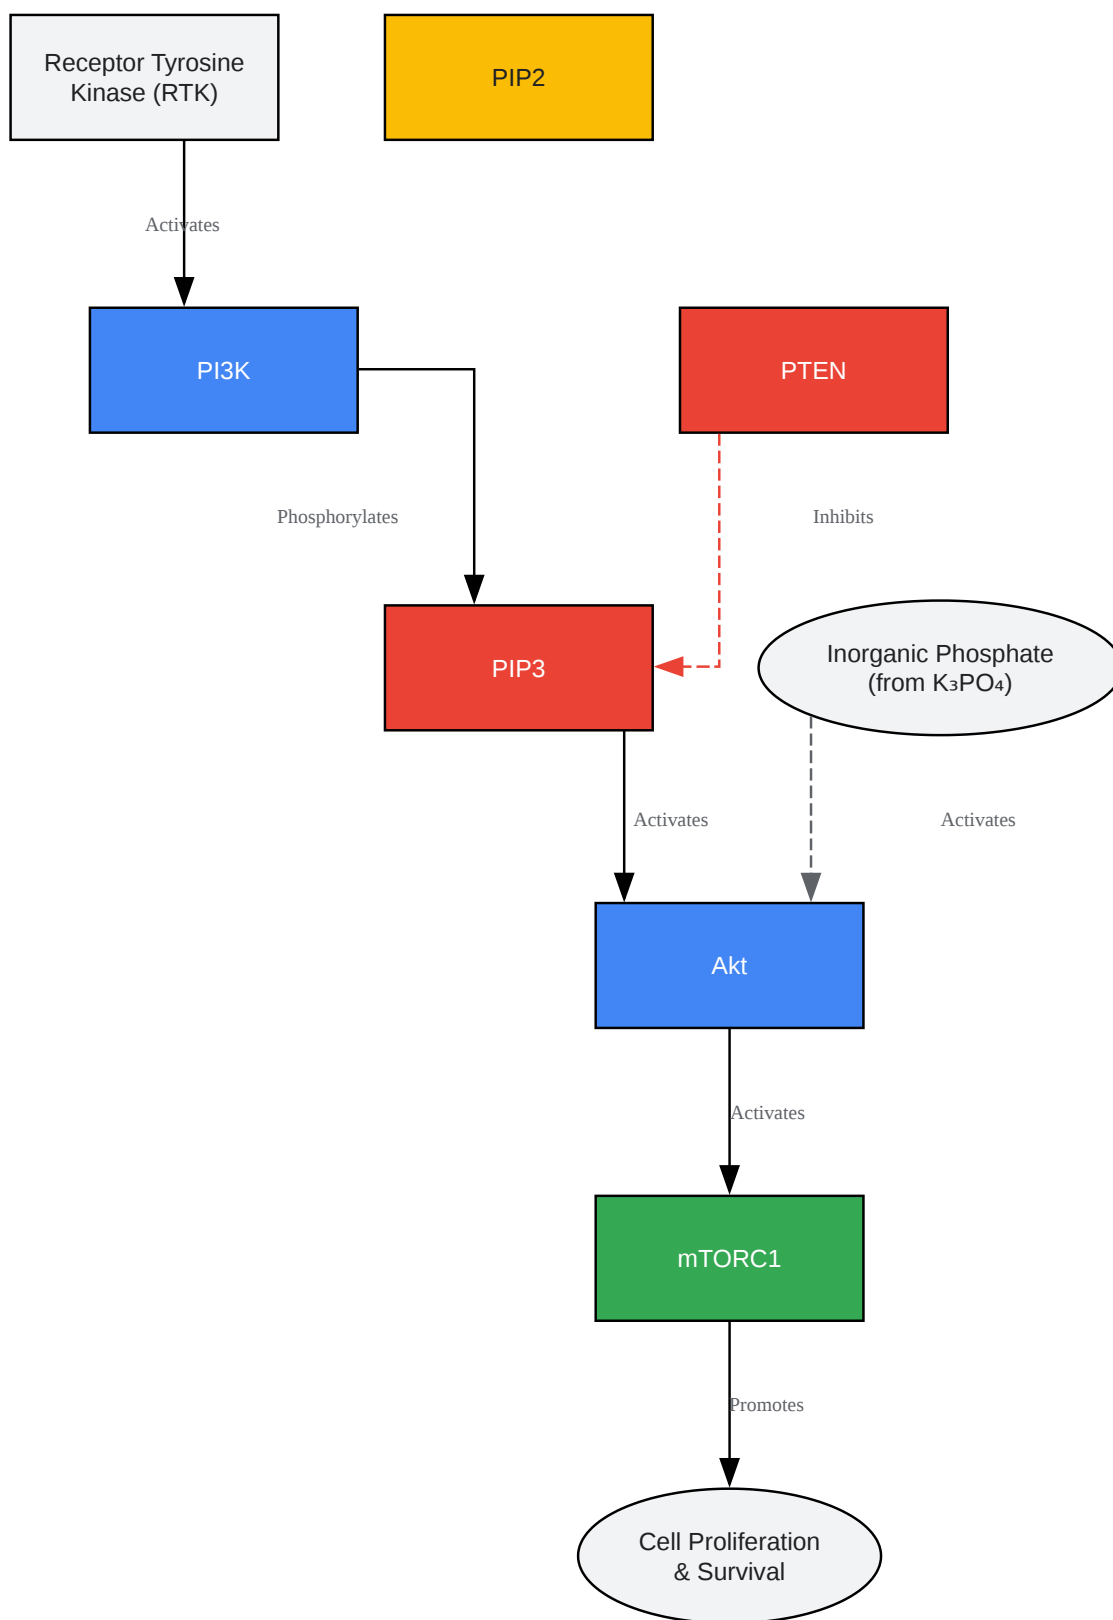 Receptor Tyrosine
Kinase (RTK)
PIP2
Activates
PI3K
PTEN
Phosphorylates
Inhibits
PIP3
Inorganic Phosphate
(from K₃PO₄)
Activates
Activates
Akt
Activates
mTORC1
Promotes
Cell Proliferation
& Survival